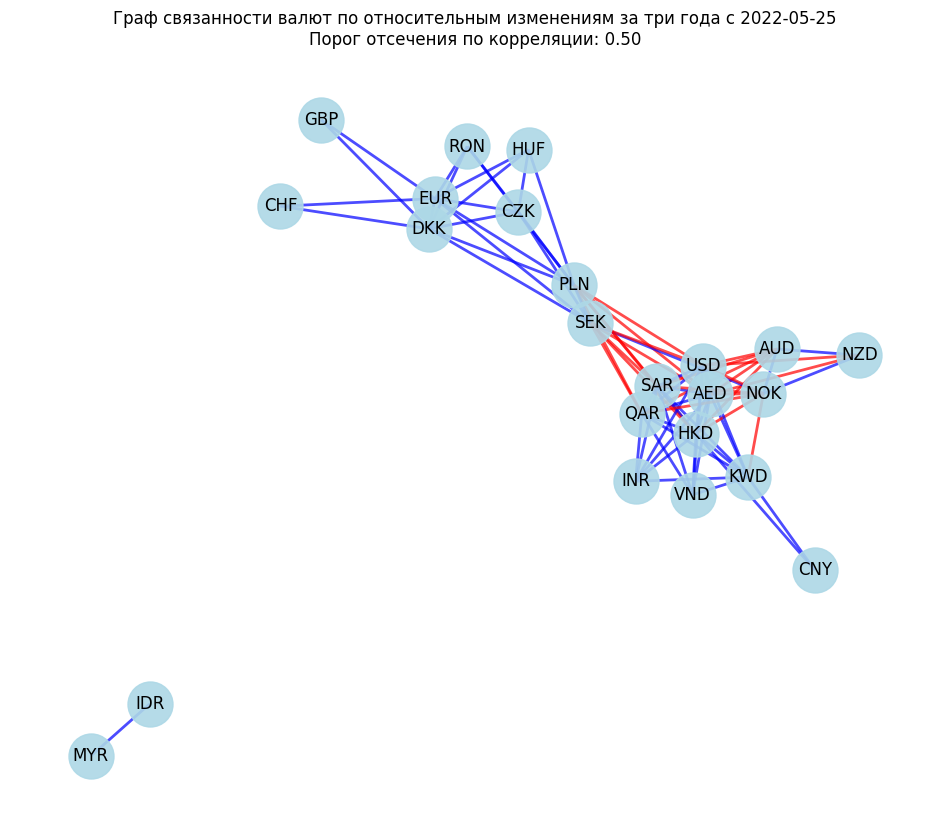 Граф связанности валют по относительным изменениям за три года с 2022-05-25
Порог отсечения по корреляции: 0.50
GBP
RON
HUF
EUR
CHF
CZK
DKK
PLN
SEK
AUD
NZD
USD
SAR
AED
NOK
QAR
HKD
KWD
INR
VND
CNY
IDR
MYR